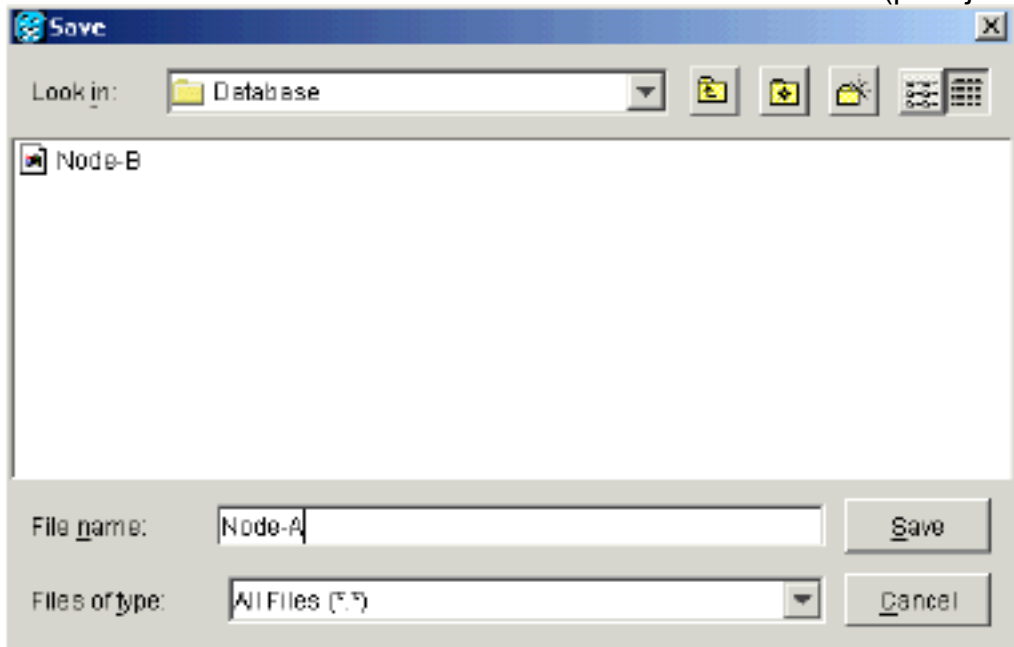 Save
Look in: Database
Node-B
File name: Node-A Save
Files of type: All Files (*.*) Cancel